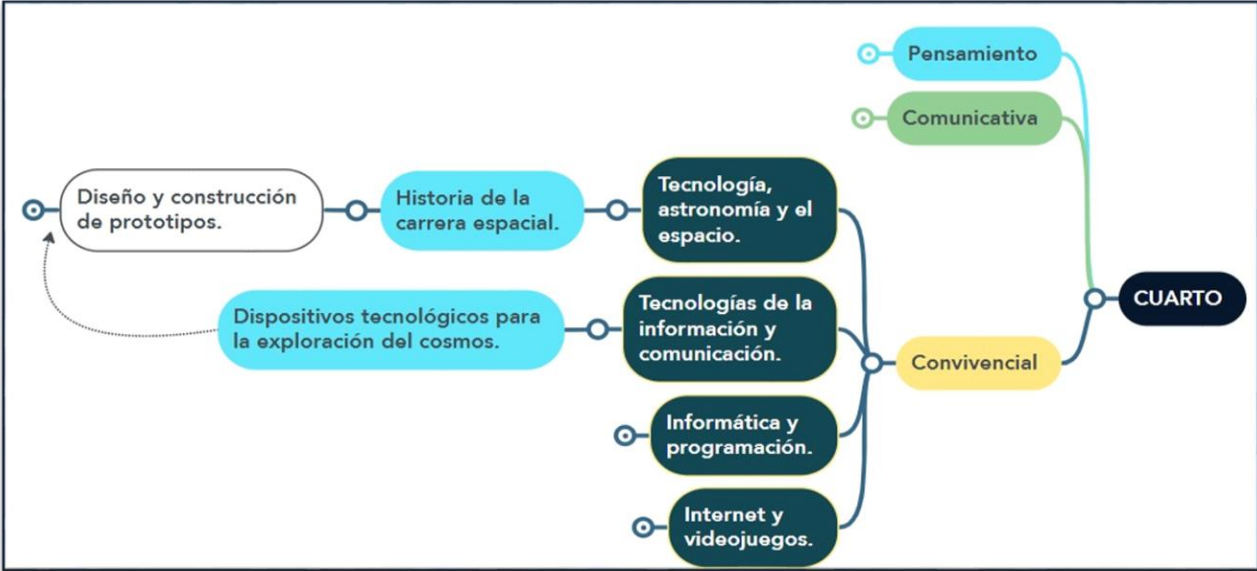 Pensamiento
Comunicativa
Diseño y construcción
de prototipos.
Historia de la
carrera espacial.
Tecnología,
astronomía y el
espacio.
Dispositivos tecnológicos para
la exploración del cosmos.
Tecnologías de la
información y
comunicación.
CUARTO
Convivencial
Informática y
programación.
Internet y
videojuegos.